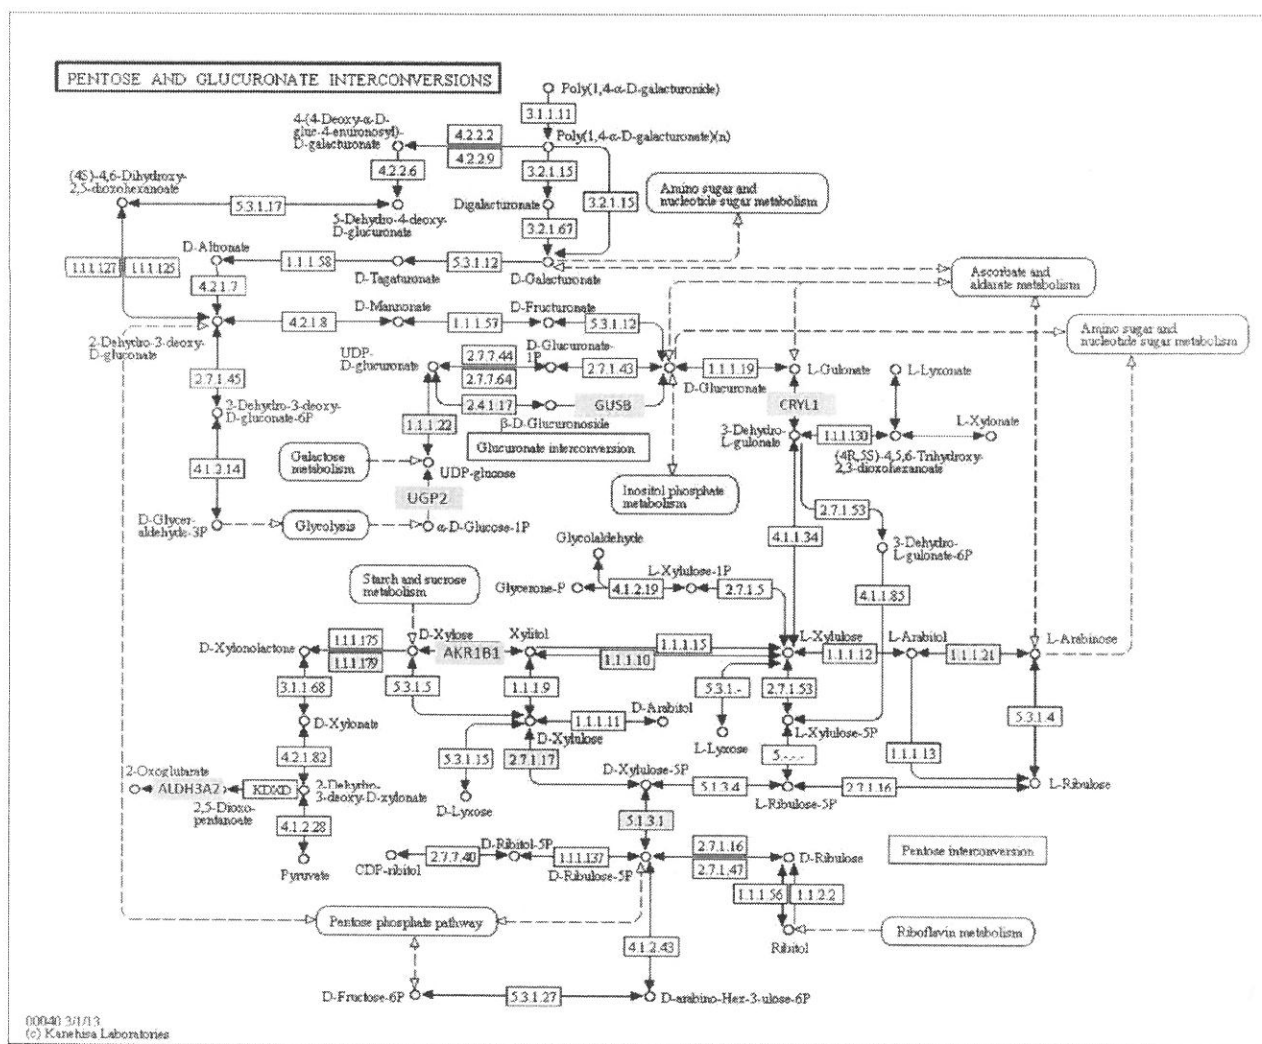 PENTOSE AND GLUCURONATE INTERCONVERSIONS
Poly(1,4-α-D-galacturonide)
3.1.1.11
4-(4-Deoxy-α-D-
gluc-4-enuronosyl)-
D-galacturonate
4.2.2.2
4.2.2.9
Poly(1,4-α-D-galacturonate)(n)
4.2.2.6
3.2.1.15
3.2.1.15
(4S)-4,6-Dihydroxy-
2,5-dioxohexanoate
5.3.1.17
5-Dehydro-4-deoxy-
D-glucuronate
Digalacturonate
3.2.1.67
Amino sugar and
nucleotide sugar metabolism
D-Altronate
1.1.1.58
D-Tagaturonate
5.3.1.12
D-Galacturonate
1.1.1.127
1.1.1.125
4.2.1.7
Ascorbate and
aldarate metabolism
D-Mannonate
D-Fructuronate
4.2.1.8
1.1.1.57
5.3.1.12
2-Dehydro-3-deoxy-
D-gluconate
Amino sugar and
nucleotide sugar metabolism
UDP-
D-glucuronate
2.7.7.44
2.7.7.64
D-Glucuronate-
1P
2.7.1.43
D-Glucuronate
1.1.1.19
L-Gulonate
L-Lyxonate
2.7.1.45
2.4.1.17
GUSB
β-D-Glucuronoside
CRYL1
2-Dehydro-3-deoxy-
D-gluconate-6P
1.1.1.22
Glucuronate interconversion
3-Dehydro-
L-gulonate
1.1.1.130
L-Xylonate
(4R,5S)-4,5,6-Trihydroxy-
2,3-dioxohexanoate
4.1.2.14
Galactose
metabolism
UDP-glucose
UGP2
Inositol phosphate
metabolism
2.7.1.53
D-Glycer-
aldehyde-3P
Glycolysis
α-D-Glucose-1P
4.1.1.34
3-Dehydro-
L-gulonate-6P
Glycolaldehyde
Starch and sucrose
metabolism
Glycerone-P
4.1.2.19
L-Xylulose-1P
2.7.1.5
4.1.1.85
D-Xylonolactone
1.1.1.175
1.1.1.179
D-Xylose
AKR1B1
Xylitol
1.1.1.15
1.1.1.10
L-Xylulose
1.1.1.12
L-Arabitol
1.1.1.21
L-Arabinose
3.1.1.68
5.3.1.5
1.1.1.9
5.3.1.-
2.7.1.53
D-Xylonate
D-Xylulose
1.1.1.11
D-Arabitol
L-Lyxose
L-Xylulose-5P
5.3.1.4
4.2.1.82
5.3.1.15
2.7.1.17
5.-.-.-
1.1.1.13
2-Oxoglutarate
ALDH3A2
KDXD
2,5-Dioxo-
pentanoate
2-Dehydro-
3-deoxy-D-xylonate
D-Lyxose
D-Xylulose-5P
5.1.3.4
L-Ribulose-5P
2.7.1.16
L-Ribulose
4.1.2.28
5.1.3.1
Pyruvate
CDP-ribitol
2.7.7.40
D-Ribitol-5P
1.1.1.137
D-Ribulose-5P
2.7.1.16
2.7.1.47
D-Ribulose
Pentose interconversion
1.1.1.56
1.1.2.2
Pentose phosphate pathway
Ribitol
Riboflavin metabolism
4.1.2.43
D-Fructose-6P
5.3.1.27
D-arabino-Hex-3-ulose-6P
00040 3/1/13
(c) Kanehisa Laboratories